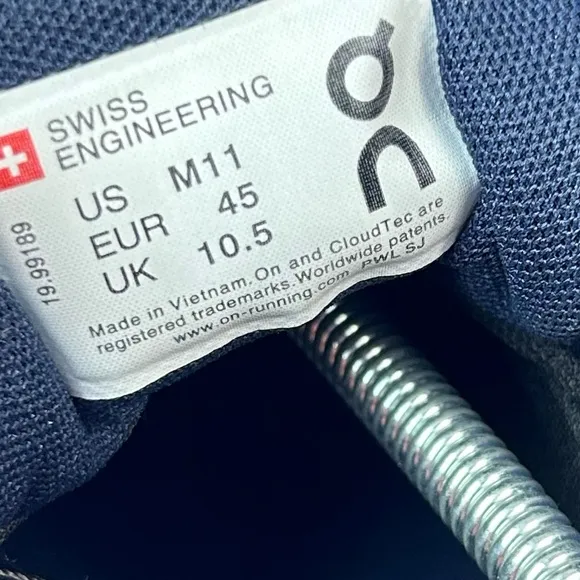 SWISS
ENGINEERING
on
US M11
EUR 45
UK 10.5
19.99189
Made in Vietnam. On and CloudTec are
registered trademarks. Worldwide patents.
www.on-running.com PWL SJ